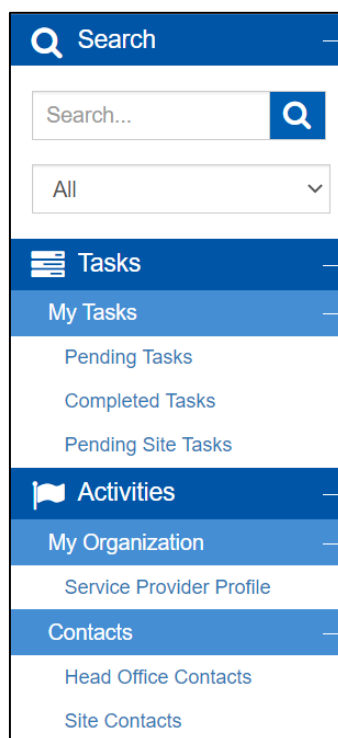 Search
Search...
All
Tasks
My Tasks
Pending Tasks
Completed Tasks
Pending Site Tasks
Activities
My Organization
Service Provider Profile
Contacts
Head Office Contacts
Site Contacts